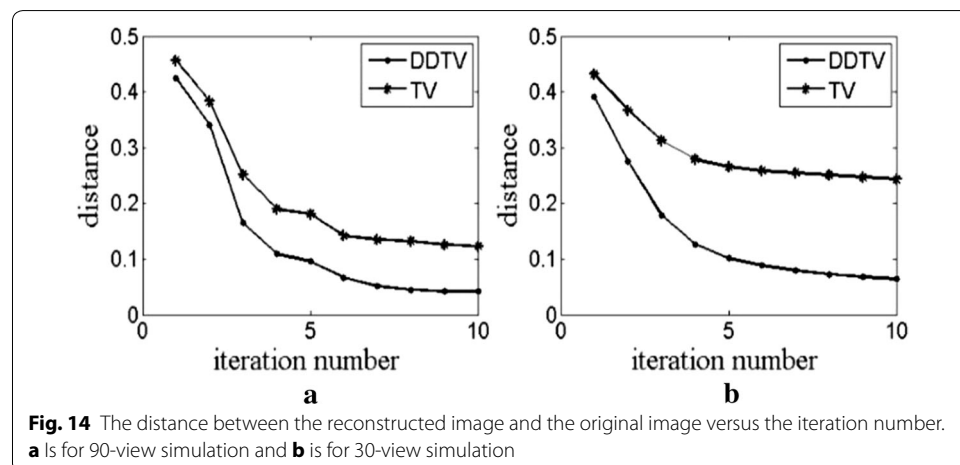 0.5
0.4
0.3
0.2
0.1
0
distance
DDTV
TV
0 5 10
iteration number
a
0.5
0.4
0.3
0.2
0.1
0
distance
DDTV
TV
0 5 10
iteration number
b
Fig. 14 The distance between the reconstructed image and the original image versus the iteration number.
a Is for 90-view simulation and b is for 30-view simulation